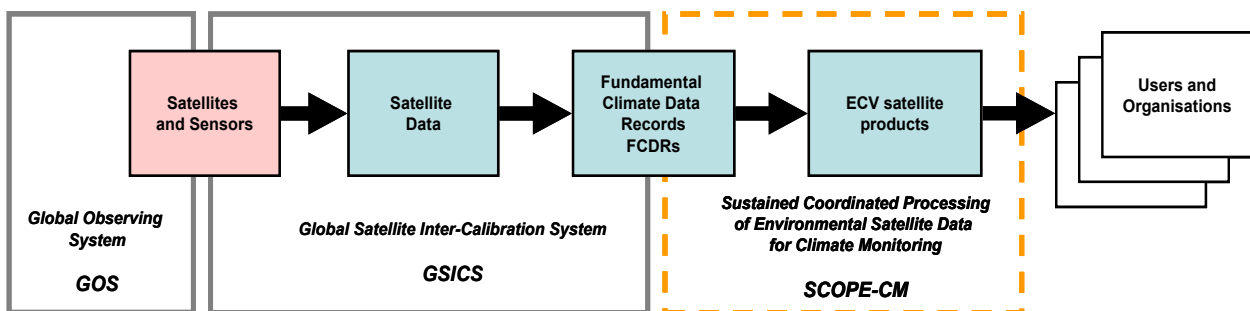 Satellites
and Sensors
Satellite
Data
Fundamental
Climate Data
Records
FCDRs
ECV satellite
products
Users and
Organisations
Global Observing
System
GOS
Global Satellite Inter-Calibration System
GSICS
Sustained Coordinated Processing
of Environmental Satellite Data
for Climate Monitoring
SCOPE-CM